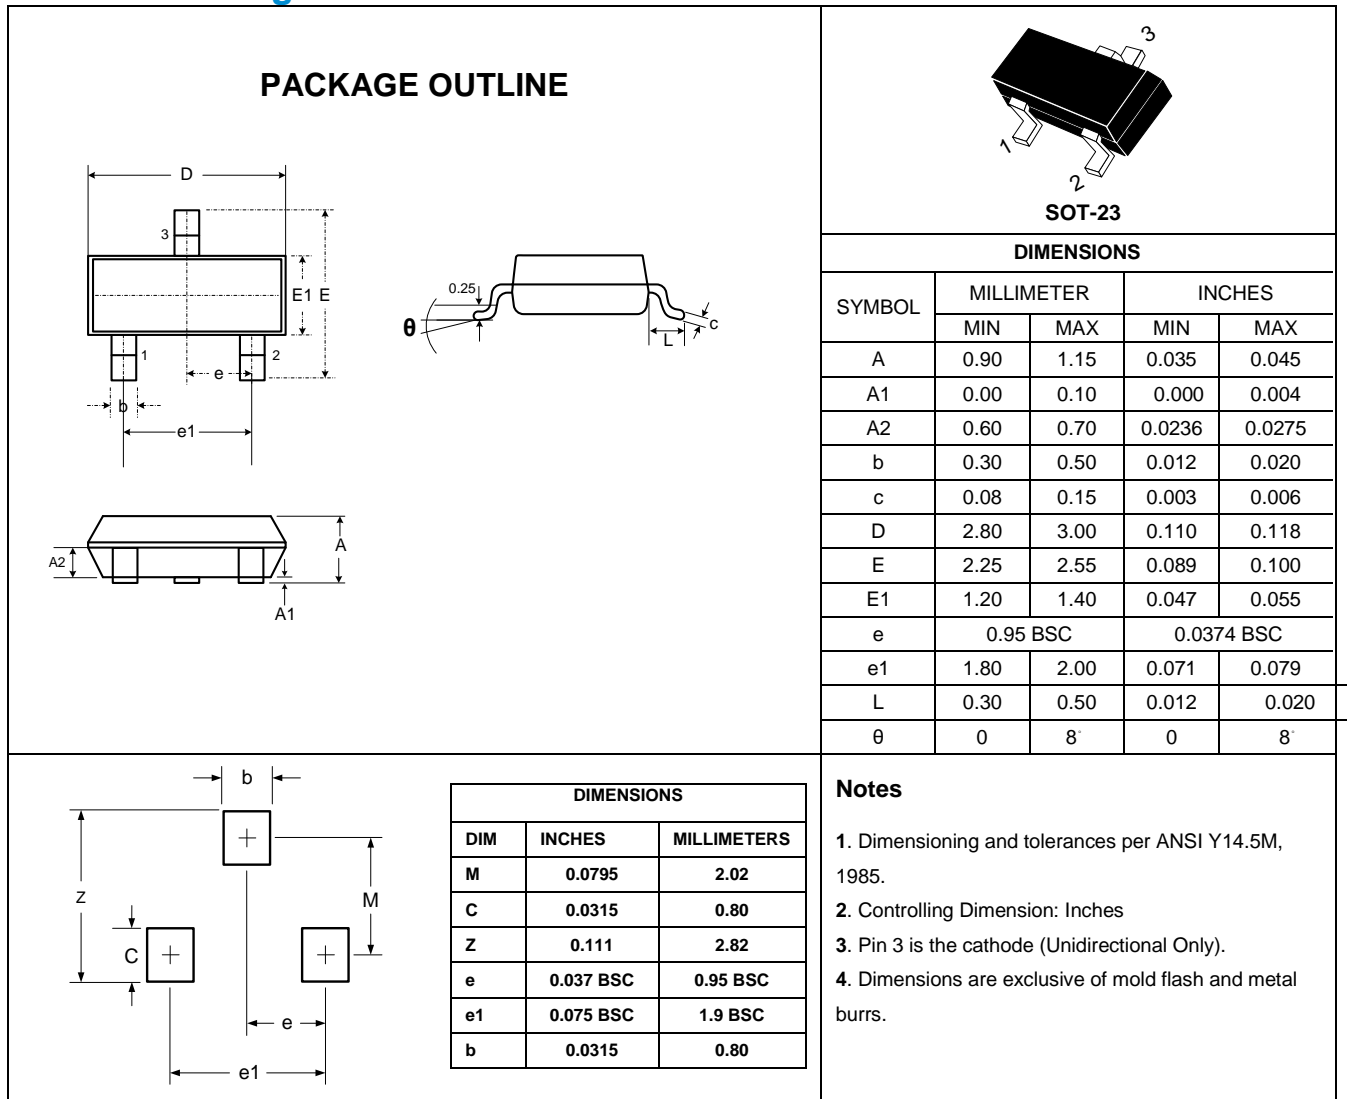 g
PACKAGE OUTLINE
D
3
E1 E
1
2
e
b
e1
0.25
θ
L
c
A2
A
A1
3
1
2
SOT-23
DIMENSIONS
SYMBOL MILLIMETER INCHES
MIN MAX MIN MAX
A 0.90 1.15 0.035 0.045
A1 0.00 0.10 0.000 0.004
A2 0.60 0.70 0.0236 0.0275
b 0.30 0.50 0.012 0.020
c 0.08 0.15 0.003 0.006
D 2.80 3.00 0.110 0.118
E 2.25 2.55 0.089 0.100
E1 1.20 1.40 0.047 0.055
e 0.95 BSC 0.0374 BSC
e1 1.80 2.00 0.071 0.079
L 0.30 0.50 0.012 0.020
θ 0 8° 0 8°
b
Z
M
C
e
e1
DIMENSIONS
DIM INCHES MILLIMETERS
M 0.0795 2.02
C 0.0315 0.80
Z 0.111 2.82
e 0.037 BSC 0.95 BSC
e1 0.075 BSC 1.9 BSC
b 0.0315 0.80
Notes
1. Dimensioning and tolerances per ANSI Y14.5M,
1985.
2. Controlling Dimension: Inches
3. Pin 3 is the cathode (Unidirectional Only).
4. Dimensions are exclusive of mold flash and metal
burrs.